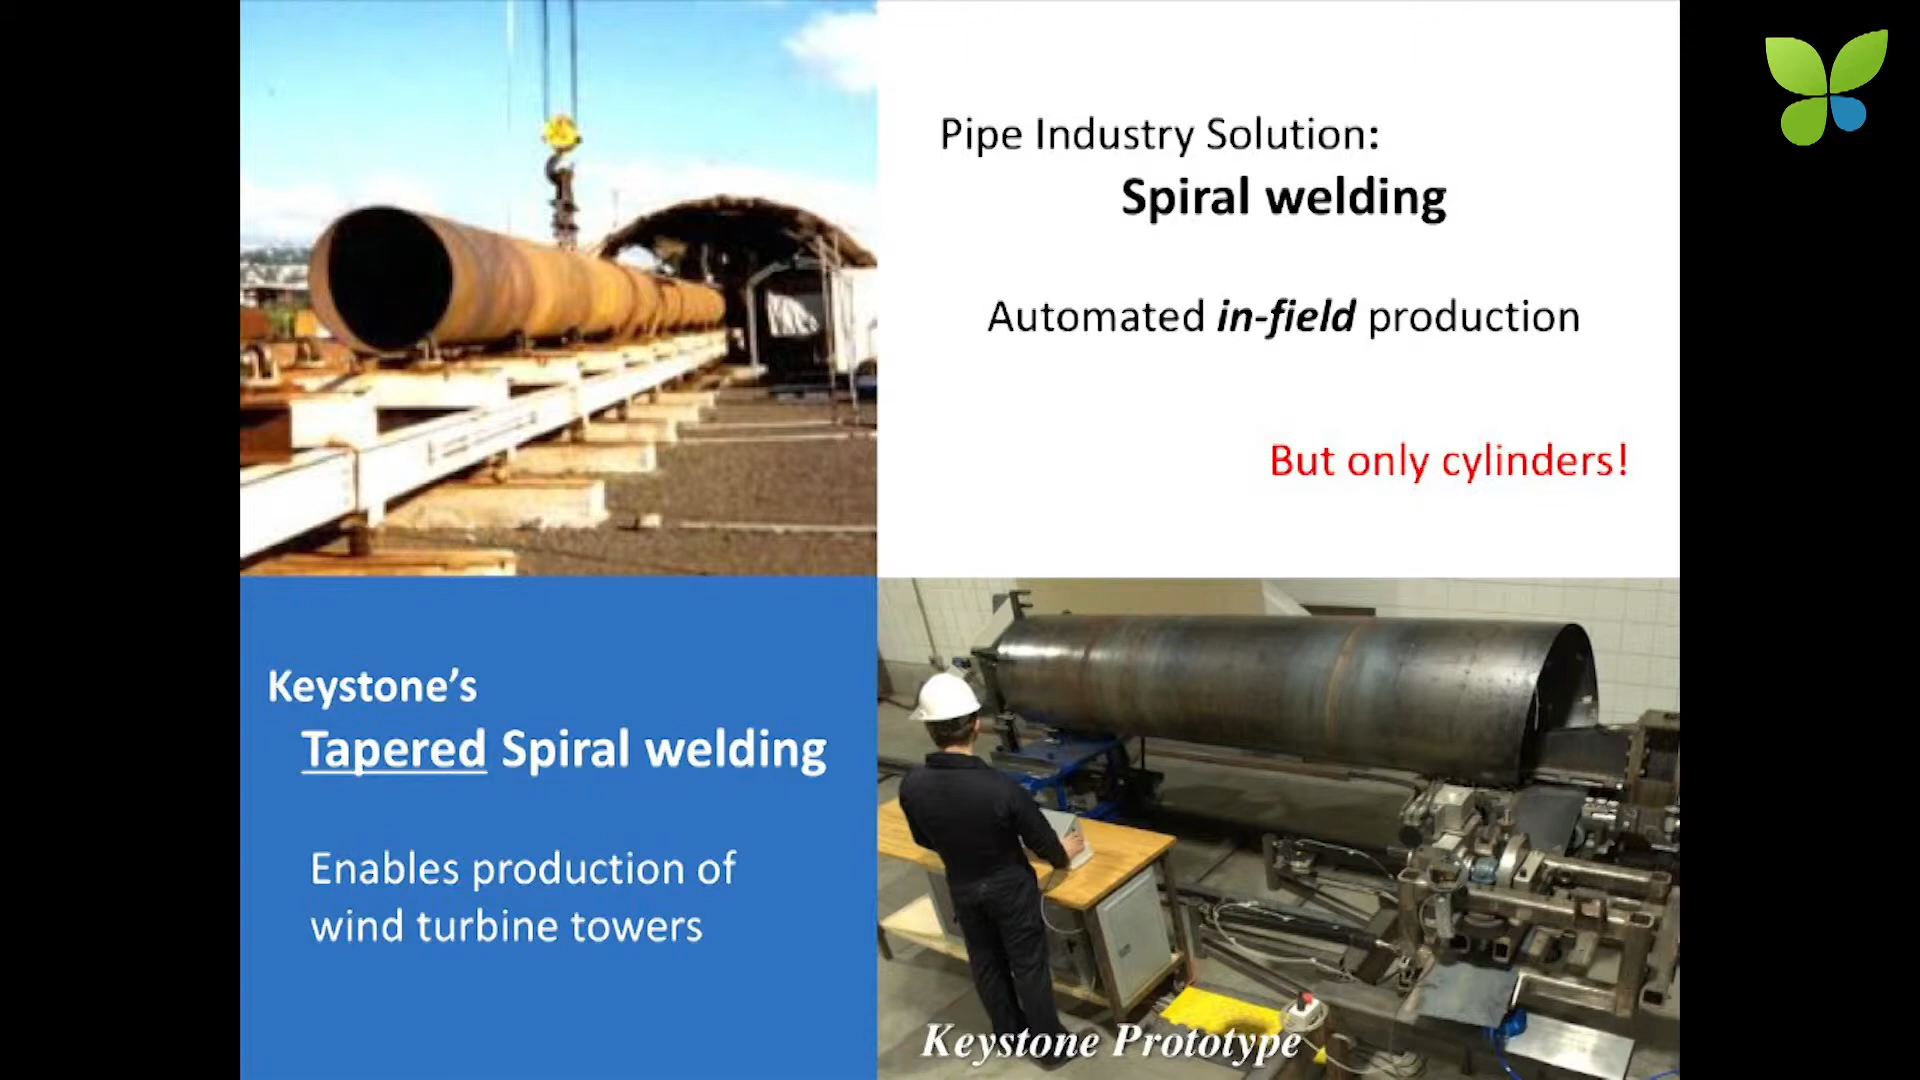 Pipe Industry Solution:
Spiral welding
Automated in-field production
But only cylinders!
Keystone’s
Tapered Spiral welding
Enables production of
wind turbine towers
Keystone Prototype